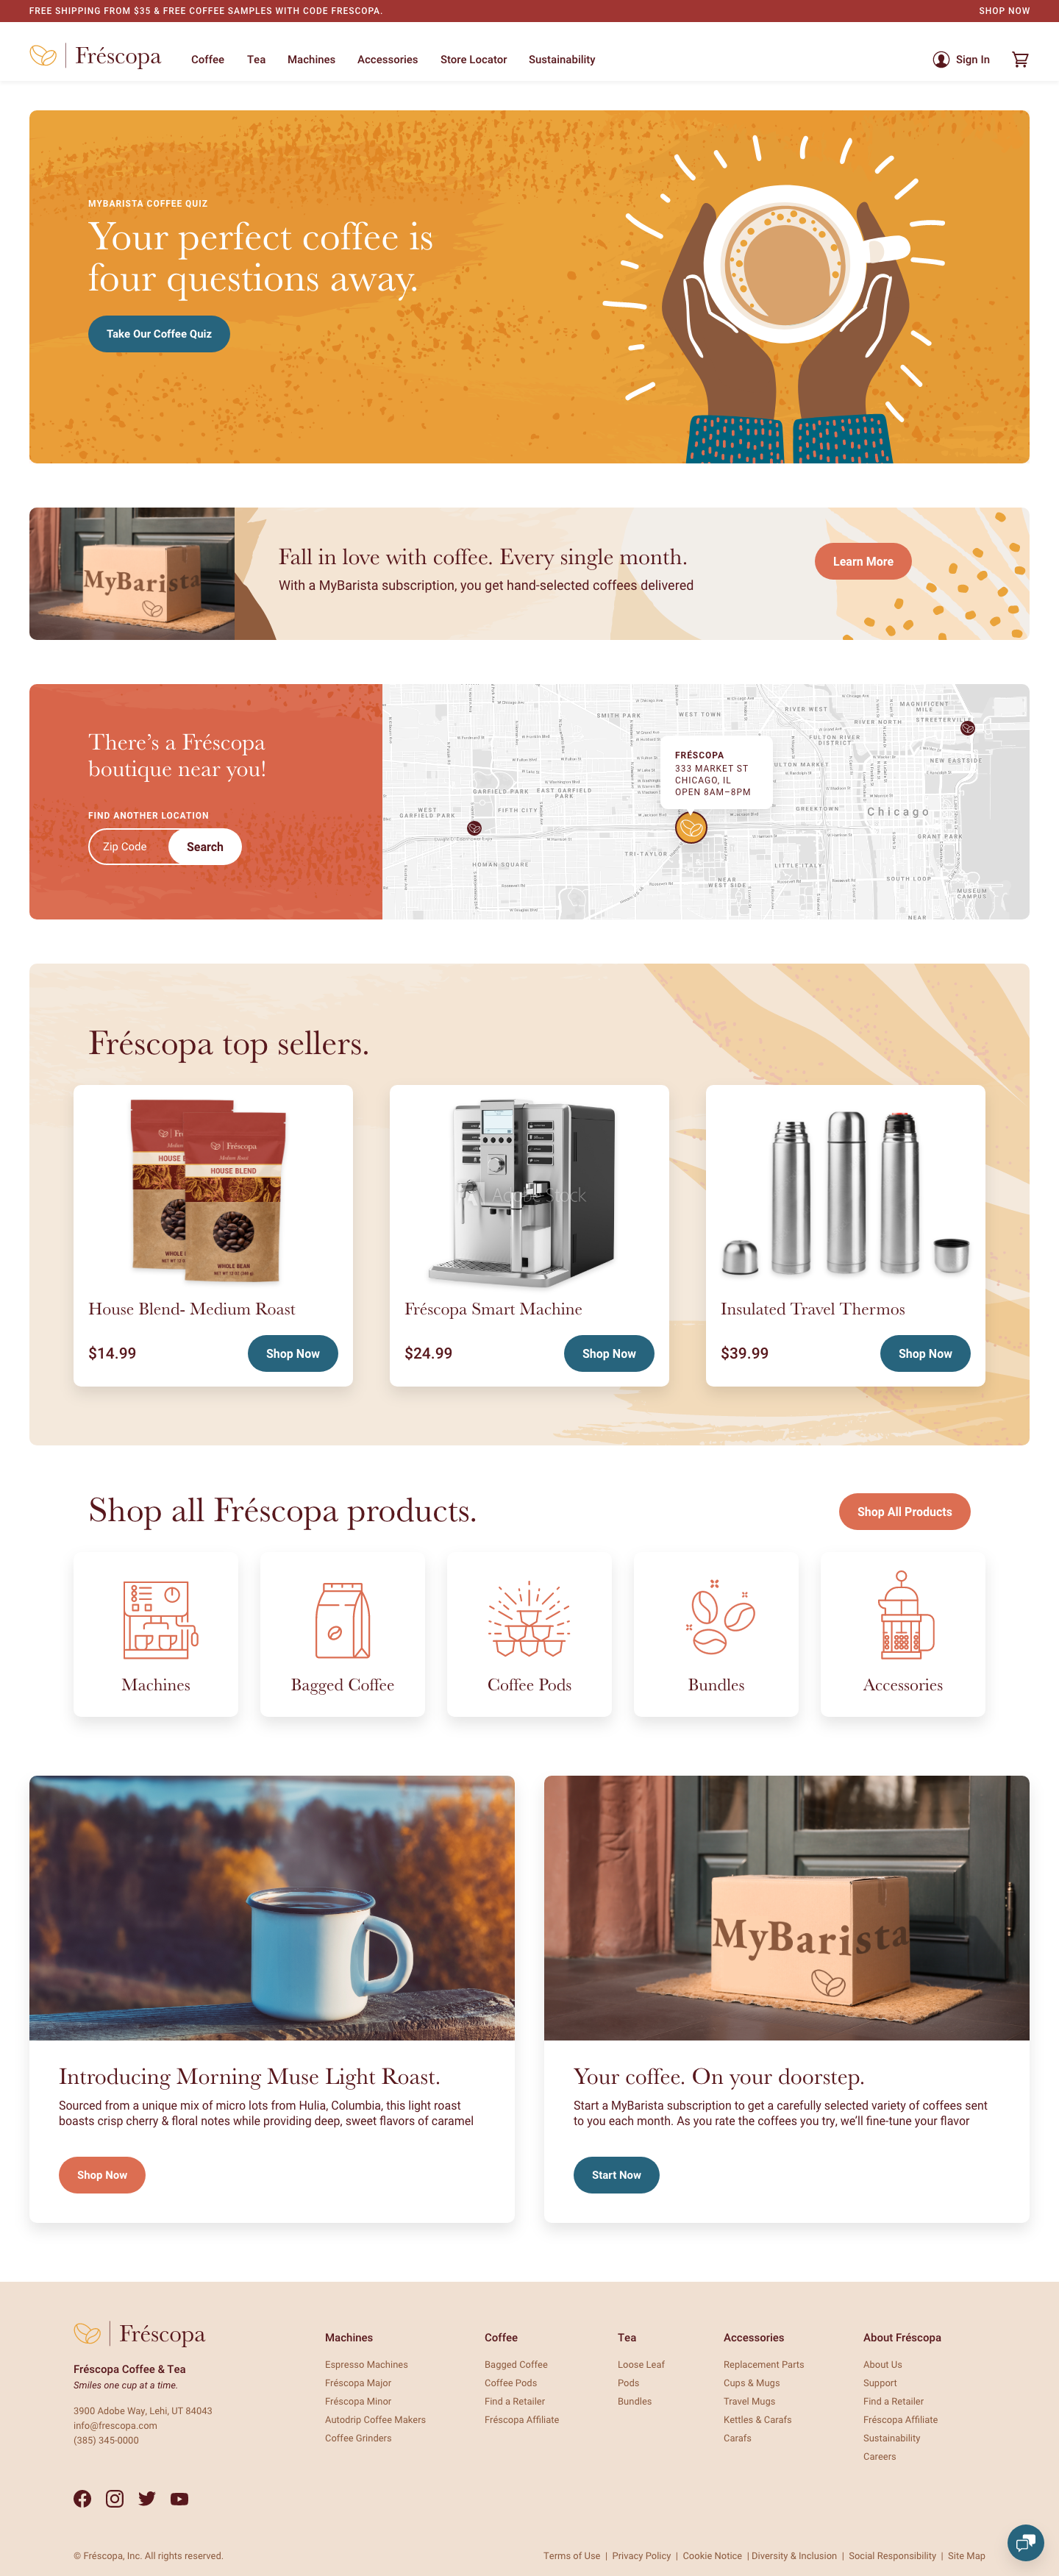 FREE SHIPPING FROM $35 & FREE COFFEE SAMPLES WITH CODE FRESCOPA.
SHOP NOW
Fréscopa
Coffee
Tea
Machines
Accessories
Store Locator
Sustainability
Sign In
MYBARISTA COFFEE QUIZ
Your perfect coffee is
four questions away.
Take Our Coffee Quiz
MyBarista
Fall in love with coffee. Every single month.
With a MyBarista subscription, you get hand-selected coffees delivered
Learn More
There's a Fréscopa
boutique near you!
FIND ANOTHER LOCATION
Zip Code
Search
SMITH PARK
WEST TOWN
RIVER WEST
MAGNIFICENT
MILE
RIVER NORTH
STREETERVILLE
FULTON RIVER
DISTRICT
NEW EASTSIDE
FRÉSCOPA
333 MARKET ST
CHICAGO, IL
OPEN 8AM–8PM
GARFIELD PARK
EAST GARFIELD
PARK
WEST
GARFIELD PARK
FIFTH CITY
GREEKTOWN
Chicago
GRANT PARK
TRI-TAYLOR
HOMAN SQUARE
LITTLE ITALY
NEAR
WEST SIDE
SOUTH LOOP
MUSEUM
CAMPUS
NEAR
Fréscopa top sellers.
Fréscopa
Medium Roast
HOUSE BLEND
WHOLE BEAN
Adobe Stock
House Blend- Medium Roast
$14.99
Shop Now
Fréscopa Smart Machine
$24.99
Shop Now
Insulated Travel Thermos
$39.99
Shop Now
Shop all Fréscopa products.
Shop All Products
Machines
Bagged Coffee
Coffee Pods
Bundles
Accessories
MyBarista
Introducing Morning Muse Light Roast.
Sourced from a unique mix of micro lots from Hulia, Columbia, this light roast
boasts crisp cherry & floral notes while providing deep, sweet flavors of caramel
Shop Now
Your coffee. On your doorstep.
Start a MyBarista subscription to get a carefully selected variety of coffees sent
to you each month. As you rate the coffees you try, we'll fine-tune your flavor
Start Now
Fréscopa
Fréscopa Coffee & Tea
Smiles one cup at a time.
3900 Adobe Way, Lehi, UT 84043
info@frescopa.com
(385) 345-0000
Machines
Espresso Machines
Fréscopa Major
Fréscopa Minor
Autodrip Coffee Makers
Coffee Grinders
Coffee
Bagged Coffee
Coffee Pods
Find a Retailer
Fréscopa Affiliate
Tea
Loose Leaf
Pods
Bundles
Accessories
Replacement Parts
Cups & Mugs
Travel Mugs
Kettles & Carafs
Carafs
About Fréscopa
About Us
Support
Find a Retailer
Fréscopa Affiliate
Sustainability
Careers
© Fréscopa, Inc. All rights reserved.
Terms of Use | Privacy Policy | Cookie Notice | Diversity & Inclusion | Social Responsibility | Site Map